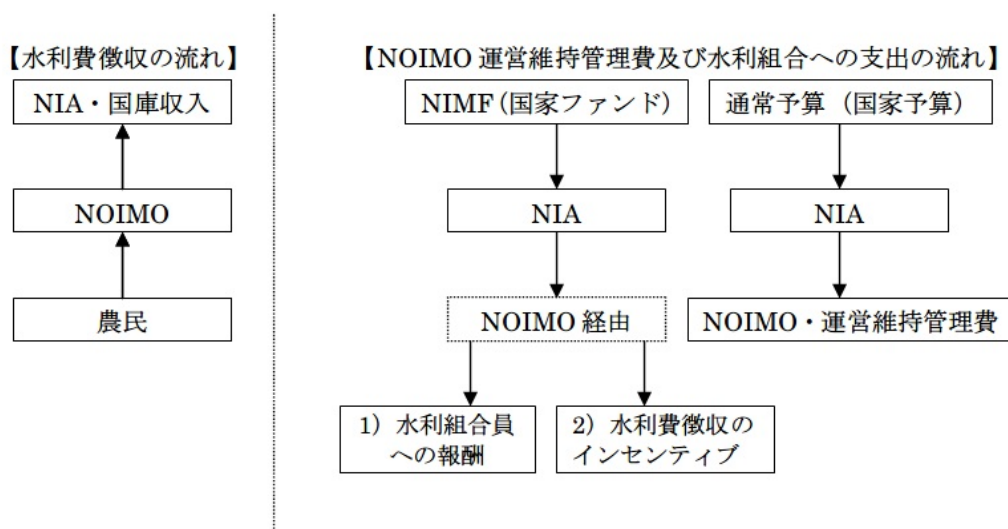 【水利費徴収の流れ】
NIA・国庫収入
NOIMO
農民
【NOIMO 運営維持管理費及び水利組合への支出の流れ】
NIMF (国家ファンド)
通常予算（国家予算）
NIA
NIA
NOIMO 経由
NOIMO・運営維持管理費
1）水利組合員
への報酬
2）水利費徴収の
インセンティブ